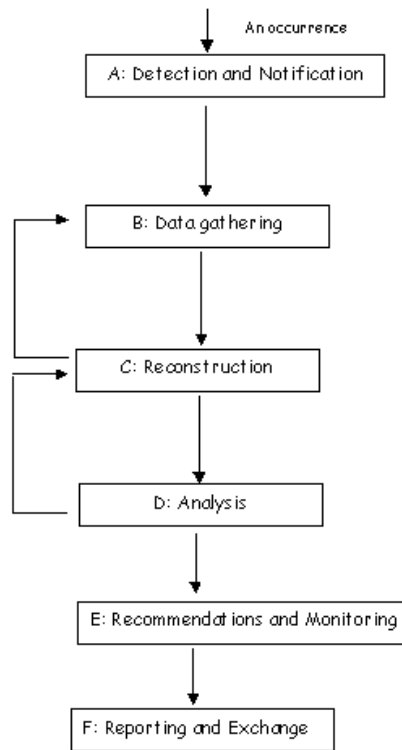 An occurrence
A: Detection and Notification
B: Data gathering
C: Reconstruction
D: Analysis
E: Recommendations and Monitoring
F: Reporting and Exchange